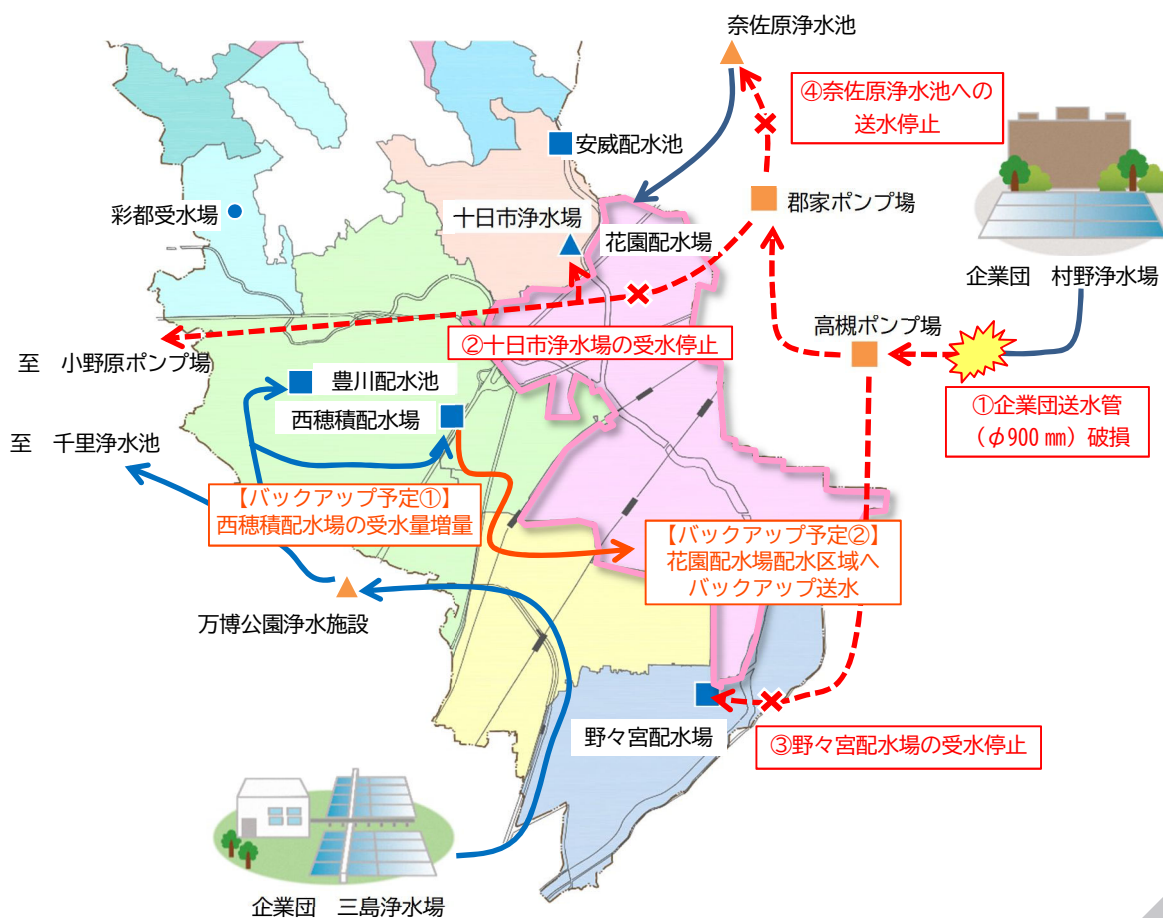 奈佐原浄水池
④奈佐原浄水池への
送水停止
安威配水池
郡家ポンプ場
彩都受水場
十日市浄水場
花園配水場
企業団　村野浄水場
高槻ポンプ場
②十日市浄水場の受水停止
至　小野原ポンプ場
豊川配水池
西穂積配水場
①企業団送水管
（φ900 ㎜）破損
至　千里浄水池
【バックアップ予定①】
西穂積配水場の受水量増量
【バックアップ予定②】
花園配水場配水区域へ
バックアップ送水
万博公園浄水施設
野々宮配水場
③野々宮配水場の受水停止
企業団　三島浄水場